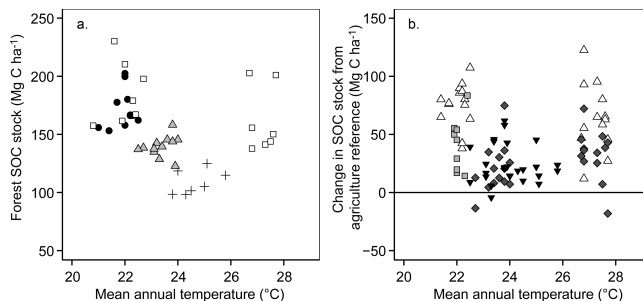 a.
Forest SOC stock (Mg C ha⁻¹)
250
200
150
100
50
20 22 24 26 28
Mean annual temperature (°C)
b.
Change in SOC stock from
agriculture reference (Mg C ha⁻¹)
150
100
50
0
−50
20 22 24 26 28
Mean annual temperature (°C)